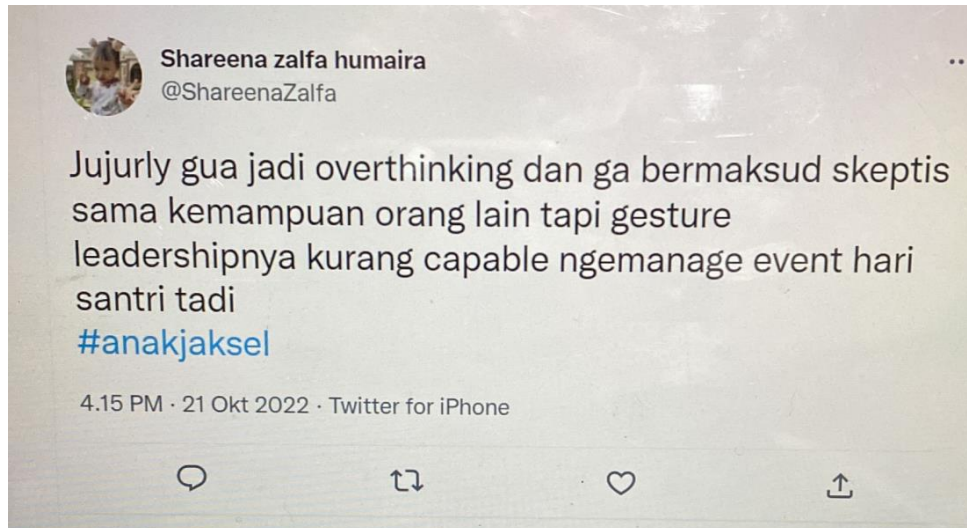 Shareena zalfa humaira
@ShareenaZalfa
Jujurly gua jadi overthinking dan ga bermaksud skeptis
sama kemampuan orang lain tapi gesture
leadershipnya kurang capable ngemanage event hari
santri tadi
#anakjaksel
4.15 PM · 21 Okt 2022 · Twitter for iPhone